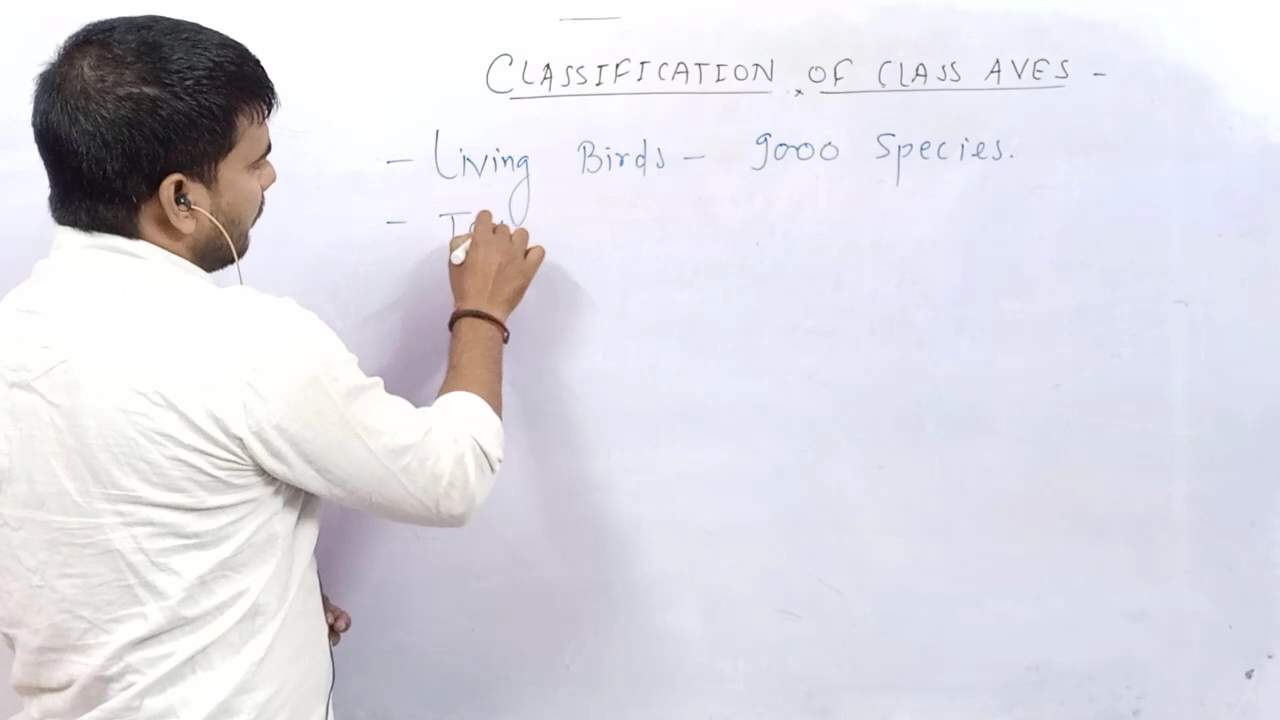 CLASSIFICATION OF CLASS AVES -
- Living Birds - 9000 Species.
-